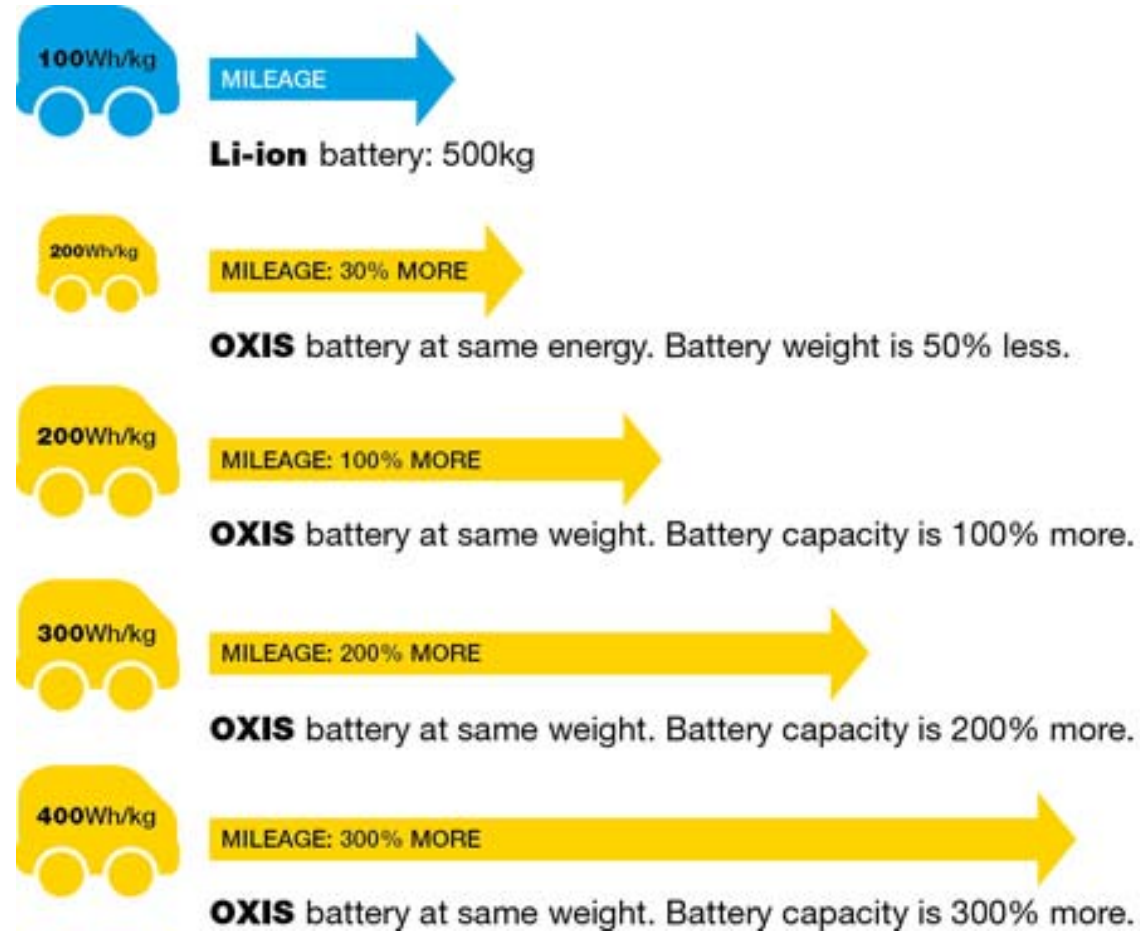 100Wh/kg
MILEAGE
Li-ion battery: 500kg
200Wh/kg
MILEAGE: 30% MORE
OXIS battery at same energy. Battery weight is 50% less.
200Wh/kg
MILEAGE: 100% MORE
OXIS battery at same weight. Battery capacity is 100% more.
300Wh/kg
MILEAGE: 200% MORE
OXIS battery at same weight. Battery capacity is 200% more.
400Wh/kg
MILEAGE: 300% MORE
OXIS battery at same weight. Battery capacity is 300% more.